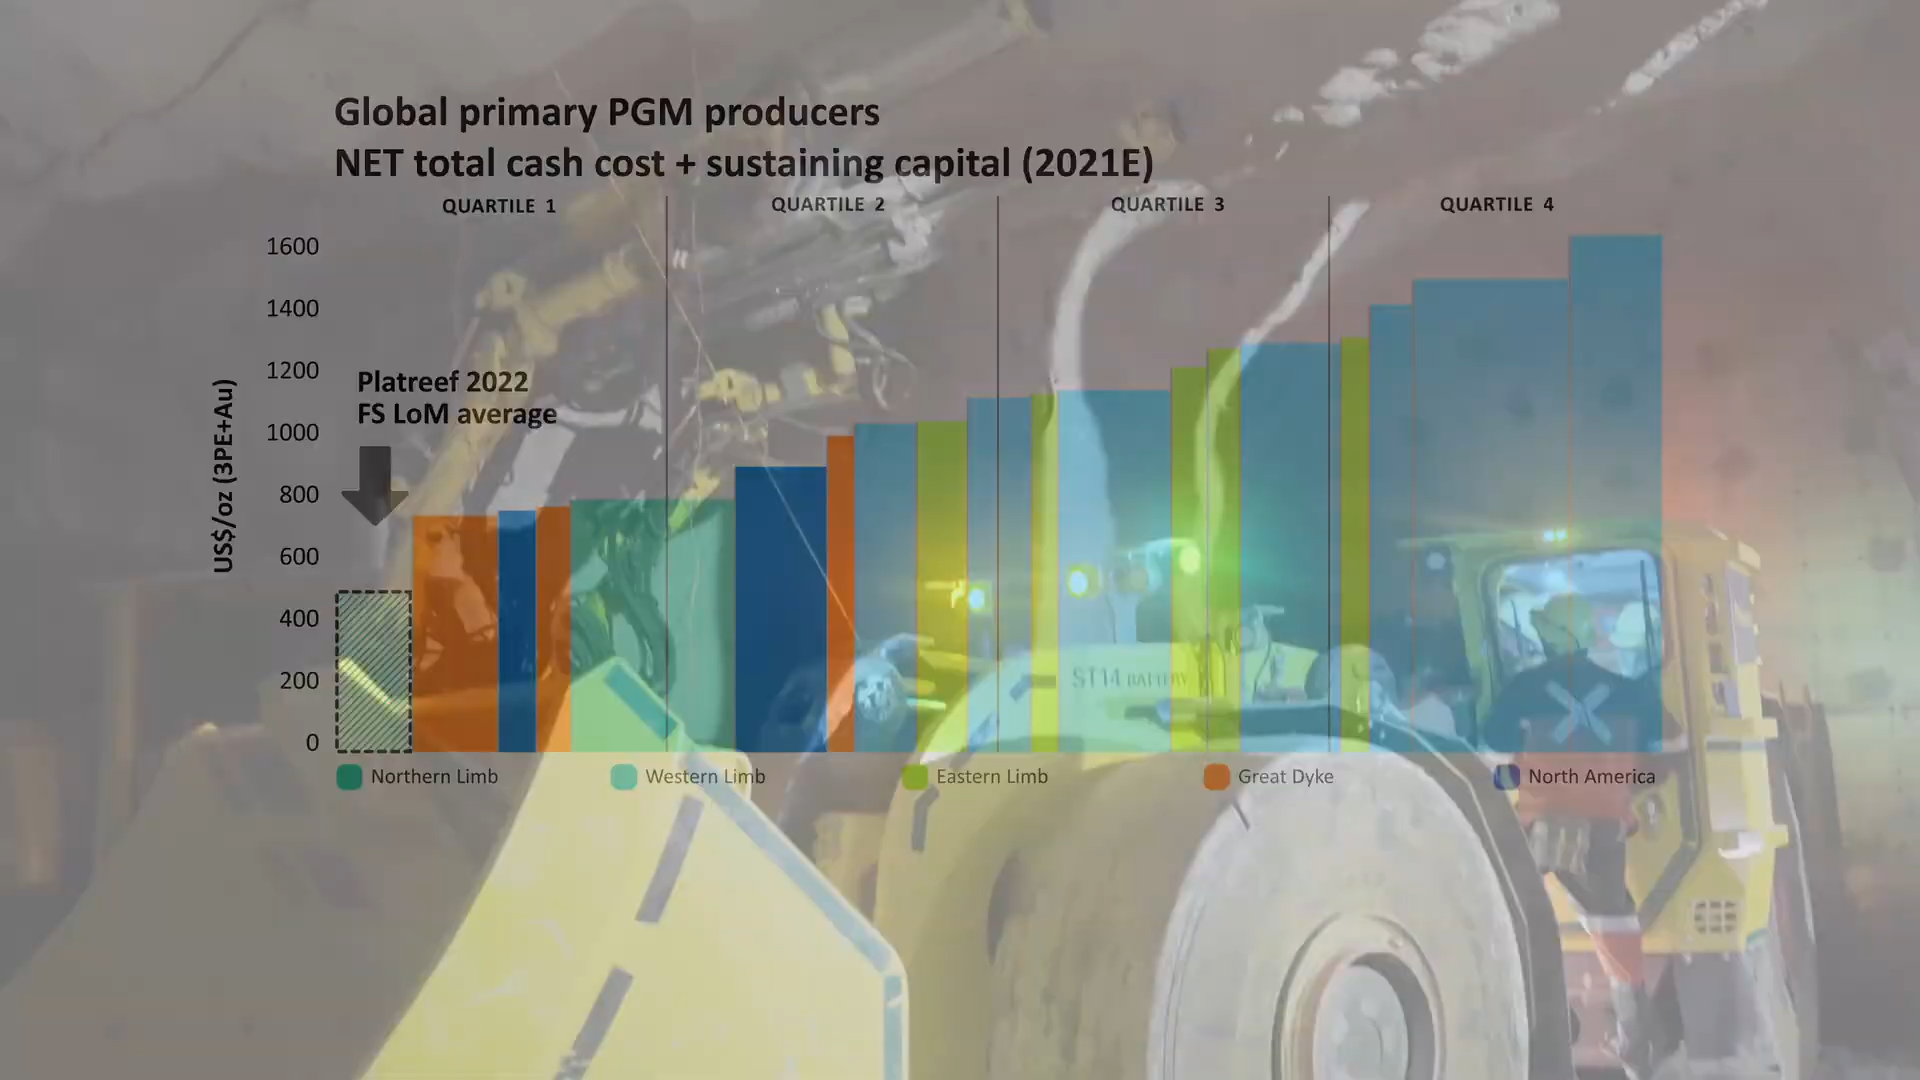 Global primary PGM producers
NET total cash cost + sustaining capital (2021E)
QUARTILE 1
QUARTILE 2
QUARTILE 3
QUARTILE 4
1600
1400
1200
1000
800
600
400
200
0
US$/oz (3PE+Au)
Platreef 2022
FS LoM average
ST14 BATTERY
Northern Limb
Western Limb
Eastern Limb
Great Dyke
North America